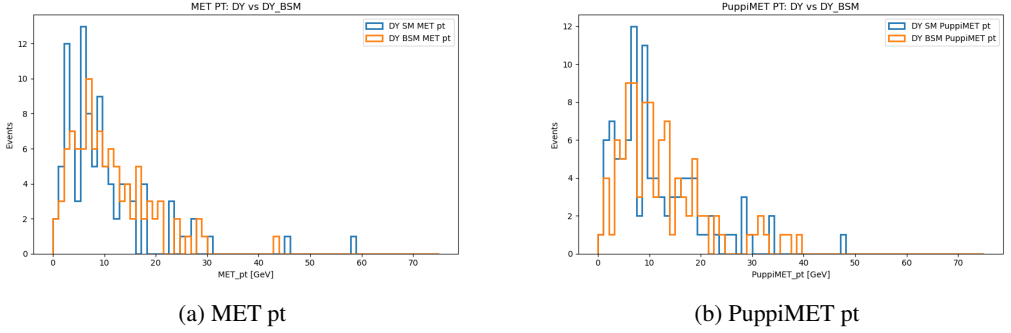 MET PT: DY vs DY_BSM
DY SM MET pt
DY BSM MET pt
12
10
8
6
4
2
0
Events
0 10 20 30 40 50 60 70
MET_pt [GeV]
(a) MET pt
PuppiMET PT: DY vs DY_BSM
DY SM PuppiMET pt
DY BSM PuppiMET pt
12
10
8
6
4
2
0
Events
0 10 20 30 40 50 60 70
PuppiMET_pt [GeV]
(b) PuppiMET pt